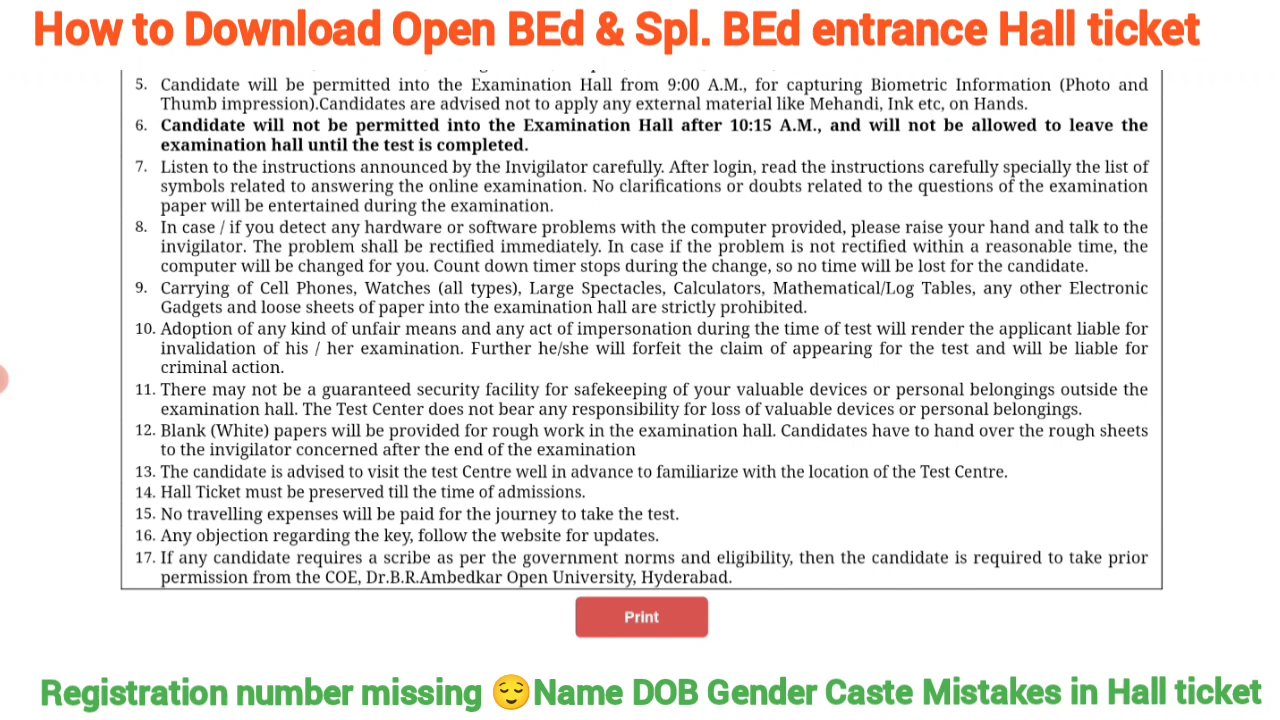 How to Download Open BEd & Spl. BEd entrance Hall ticket
5. Candidate will be permitted into the Examination Hall from 9:00 A.M., for capturing Biometric Information (Photo and
Thumb impression).Candidates are advised not to apply any external material like Mehandi, Ink etc, on Hands.
6. Candidate will not be permitted into the Examination Hall after 10:15 A.M., and will not be allowed to leave the
examination hall until the test is completed.
7. Listen to the instructions announced by the Invigilator carefully. After login, read the instructions carefully specially the list of
symbols related to answering the online examination. No clarifications or doubts related to the questions of the examination
paper will be entertained during the examination.
8. In case / if you detect any hardware or software problems with the computer provided, please raise your hand and talk to the
invigilator. The problem shall be rectified immediately. In case if the problem is not rectified within a reasonable time, the
computer will be changed for you. Count down timer stops during the change, so no time will be lost for the candidate.
9. Carrying of Cell Phones, Watches (all types), Large Spectacles, Calculators, Mathematical/Log Tables, any other Electronic
Gadgets and loose sheets of paper into the examination hall are strictly prohibited.
10. Adoption of any kind of unfair means and any act of impersonation during the time of test will render the applicant liable for
invalidation of his / her examination. Further he/she will forfeit the claim of appearing for the test and will be liable for
criminal action.
11. There may not be a guaranteed security facility for safekeeping of your valuable devices or personal belongings outside the
examination hall. The Test Center does not bear any responsibility for loss of valuable devices or personal belongings.
12. Blank (White) papers will be provided for rough work in the examination hall. Candidates have to hand over the rough sheets
to the invigilator concerned after the end of the examination
13. The candidate is advised to visit the test Centre well in advance to familiarize with the location of the Test Centre.
14. Hall Ticket must be preserved till the time of admissions.
15. No travelling expenses will be paid for the journey to take the test.
16. Any objection regarding the key, follow the website for updates.
17. If any candidate requires a scribe as per the government norms and eligibility, then the candidate is required to take prior
permission from the COE, Dr.B.R.Ambedkar Open University, Hyderabad.
Print
Registration number missing 😌Name DOB Gender Caste Mistakes in Hall ticket